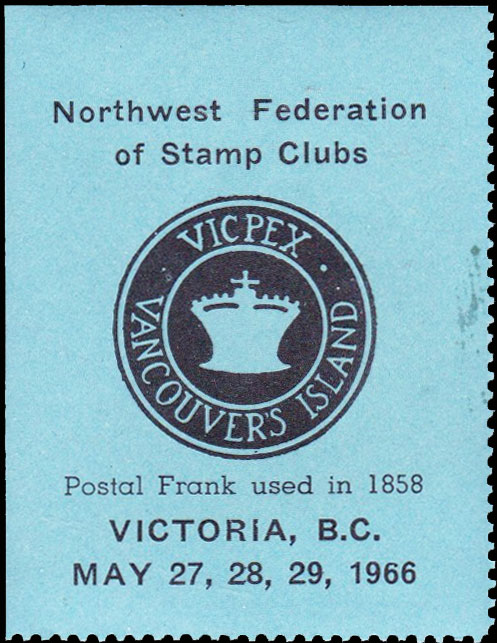 Northwest Federation
of Stamp Clubs
VICPEX ·
VANCOUVER'S ISLAND
Postal Frank used in 1858
VICTORIA, B.C.
MAY 27, 28, 29, 1966